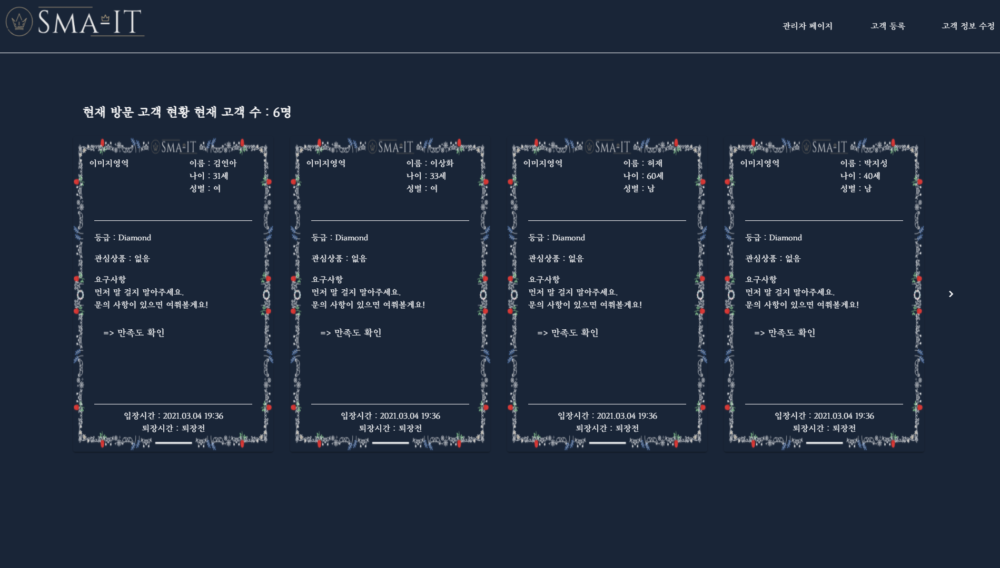 SMA-IT
관리자 페이지
고객 등록
고객 정보 수정
현재 방문 고객 현황 현재 고객 수 : 6명
SMA-IT
이미지영역
이름 : 김연아
나이 : 31세
성별 : 여
등급 : Diamond
관심상품 : 없음
요구사항
먼저 말 걸지 말아주세요.
문의 사항이 있으면 여쭤볼게요!
=> 만족도 확인
입장시간 : 2021.03.04 19:36
퇴장시간 : 퇴장전
SMA-IT
이미지영역
이름 : 이상화
나이 : 33세
성별 : 여
등급 : Diamond
관심상품 : 없음
요구사항
먼저 말 걸지 말아주세요.
문의 사항이 있으면 여쭤볼게요!
=> 만족도 확인
입장시간 : 2021.03.04 19:36
퇴장시간 : 퇴장전
SMA-IT
이미지영역
이름 : 허재
나이 : 60세
성별 : 남
등급 : Diamond
관심상품 : 없음
요구사항
먼저 말 걸지 말아주세요.
문의 사항이 있으면 여쭤볼게요!
=> 만족도 확인
입장시간 : 2021.03.04 19:36
퇴장시간 : 퇴장전
SMA-IT
이미지영역
이름 : 박지성
나이 : 40세
성별 : 남
등급 : Diamond
관심상품 : 없음
요구사항
먼저 말 걸지 말아주세요.
문의 사항이 있으면 여쭤볼게요!
=> 만족도 확인
입장시간 : 2021.03.04 19:36
퇴장시간 : 퇴장전